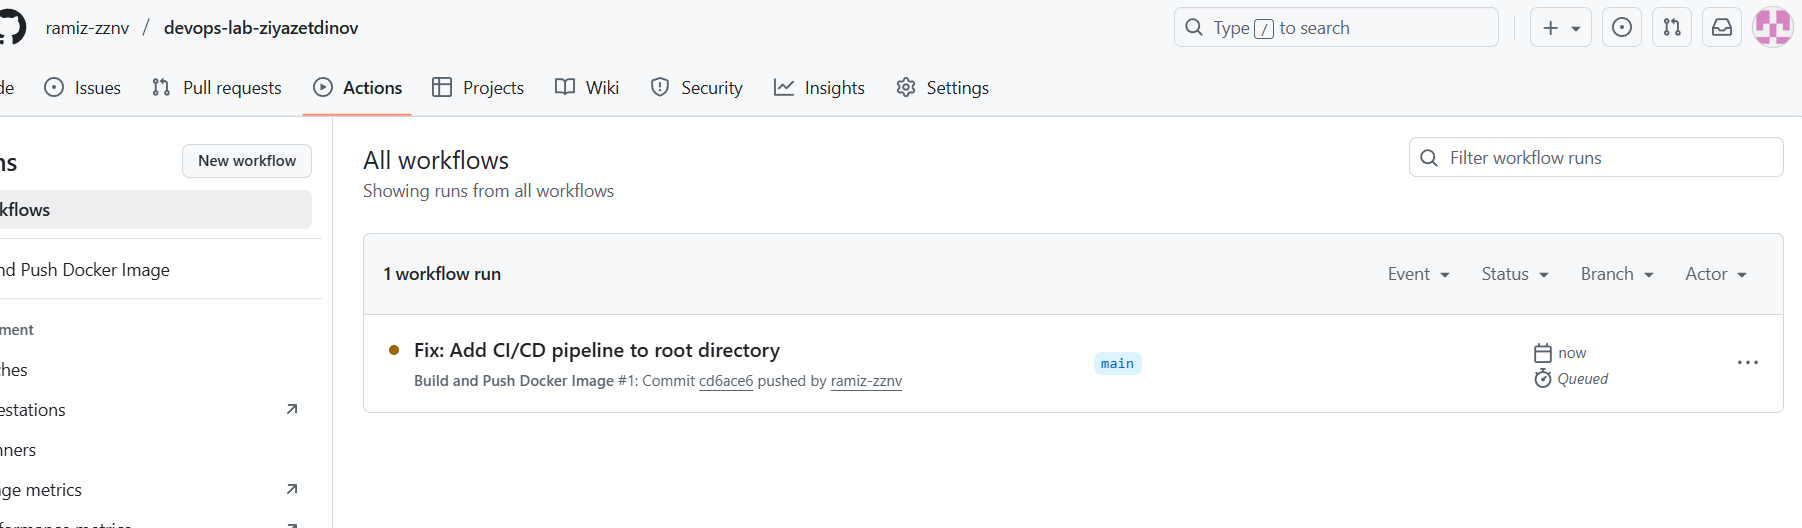 ramiz-zznv / devops-lab-ziyazetdinov
Type / to search
de Issues Pull requests Actions Projects Wiki Security Insights Settings
ns New workflow
kflows
nd Push Docker Image
ment
hes
estations
nners
ge metrics
All workflows
Showing runs from all workflows
Filter workflow runs
1 workflow run Event Status Branch Actor
Fix: Add CI/CD pipeline to root directory
Build and Push Docker Image #1: Commit cd6ace6 pushed by ramiz-zznv
main
now
Queued